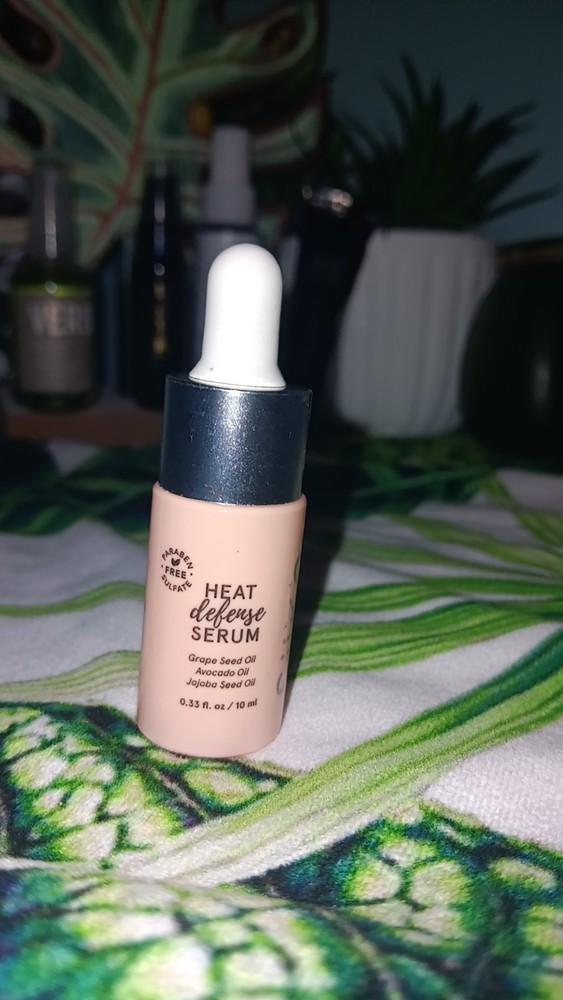 PARABEN
FREE
SULFATE
HEAT
defense
SERUM
Grape Seed Oil
Avocado Oil
Jojoba Seed Oil
0.33 fl. oz / 10 ml
VER